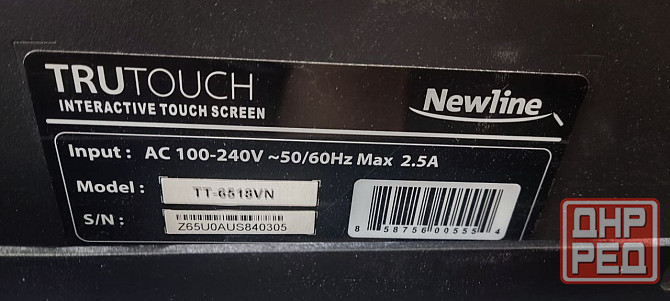 TRUTOUCH
INTERACTIVE TOUCH SCREEN
Newline
Input : AC 100-240V ~50/60Hz Max 2.5A
Model : TT-6518VN
S/N : Z65U0AUS840305
8 58756 00555 4
ДНР
РЕД